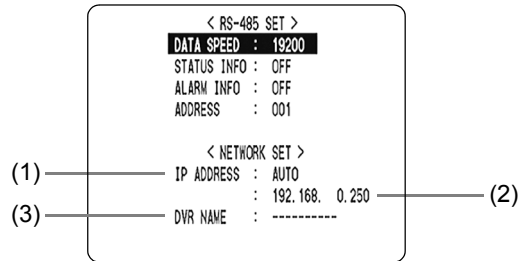 < RS-485 SET >
DATA SPEED : 19200
STATUS INFO : OFF
ALARM INFO : OFF
ADDRESS : 001
< NETWORK SET >
(1) IP ADDRESS : AUTO
: 192.168. 0.250 (2)
(3) DVR NAME : ----------